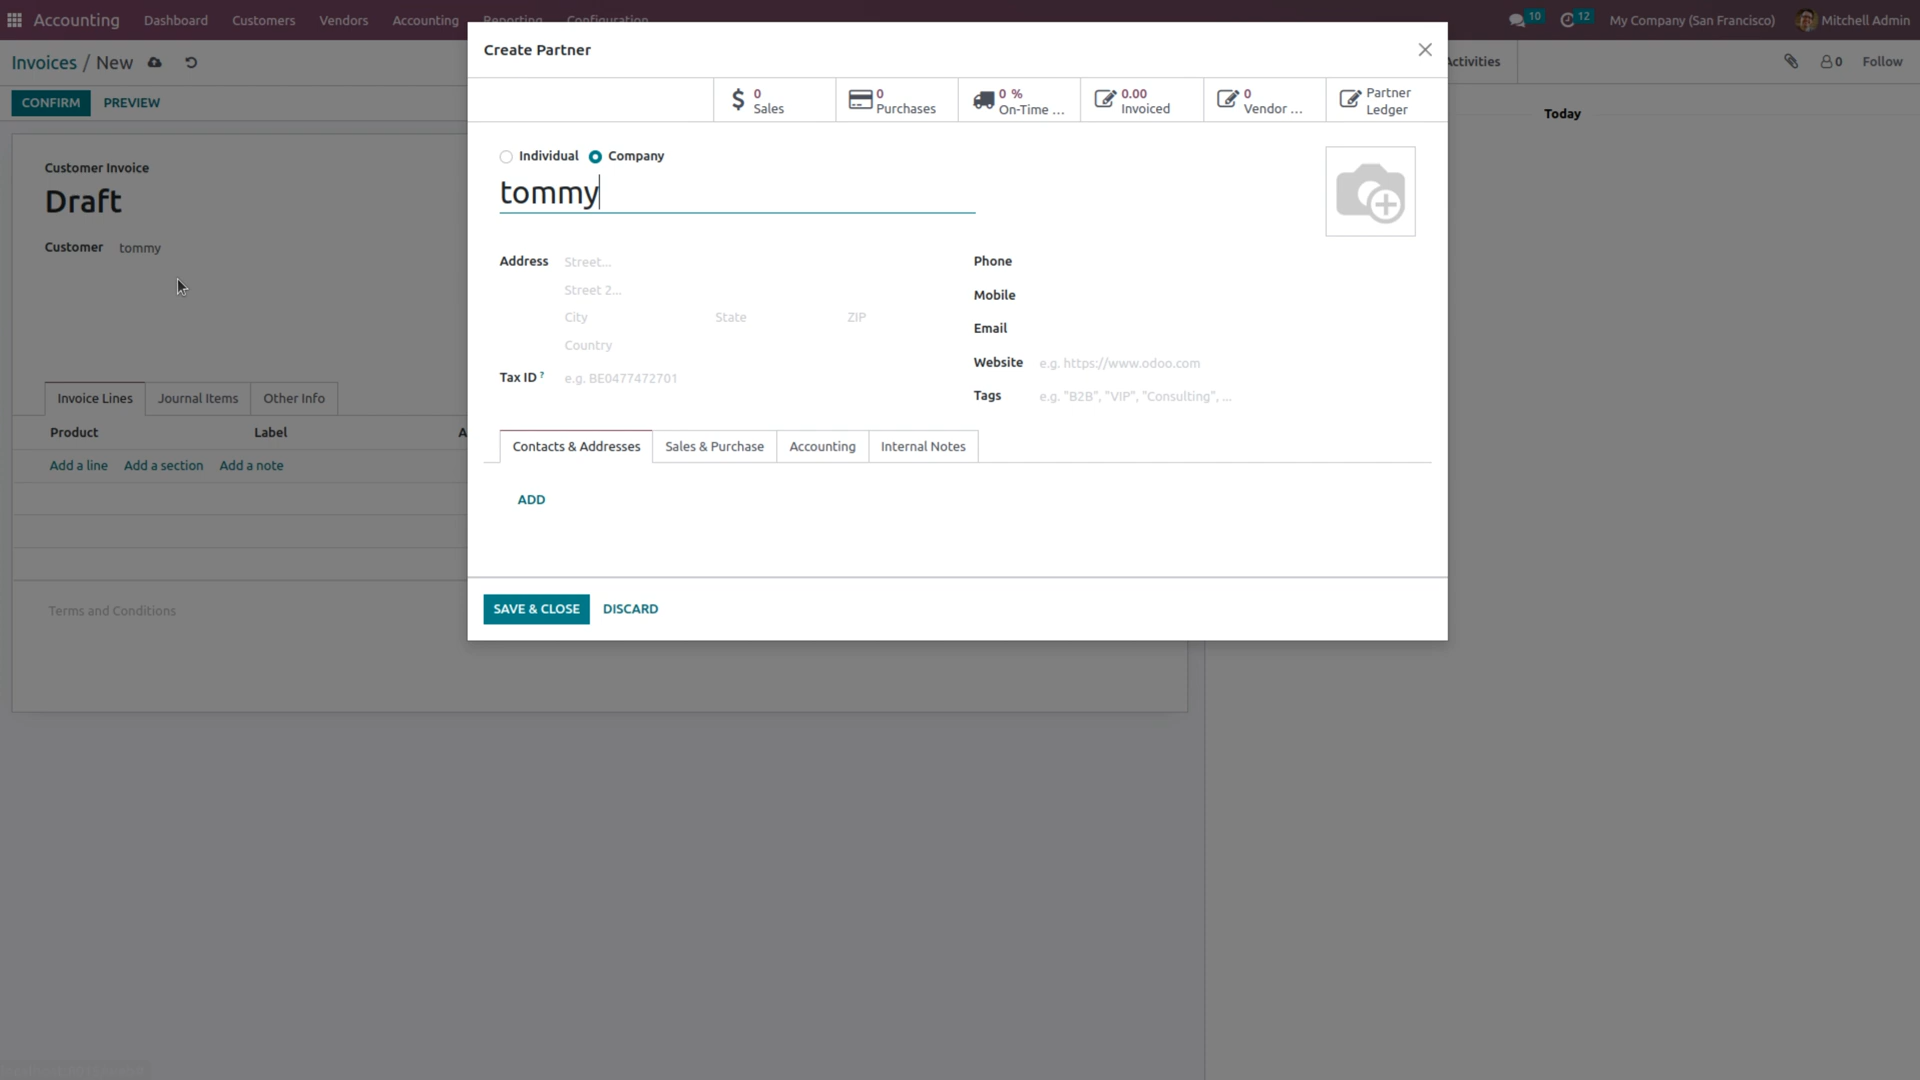 Accounting Dashboard Customers Vendors Accounting Reporting Configuration 10 12 My Company (San Francisco) Mitchell Admin
Invoices / New
Activities 0 Follow
CONFIRM PREVIEW
Today
Customer Invoice
Draft
Customer tommy
Invoice Lines Journal Items Other Info
Product Label A
Add a line Add a section Add a note
Terms and Conditions
Create Partner
0 Sales
0 Purchases
0 % On-Time ...
0.00 Invoiced
0 Vendor ...
Partner Ledger
Individual Company
tommy
Address Street...
Street 2...
City State ZIP
Country
Tax ID ? e.g. BE0477472701
Phone
Mobile
Email
Website e.g. https://www.odoo.com
Tags e.g. "B2B", "VIP", "Consulting", ...
Contacts & Addresses Sales & Purchase Accounting Internal Notes
ADD
SAVE & CLOSE DISCARD